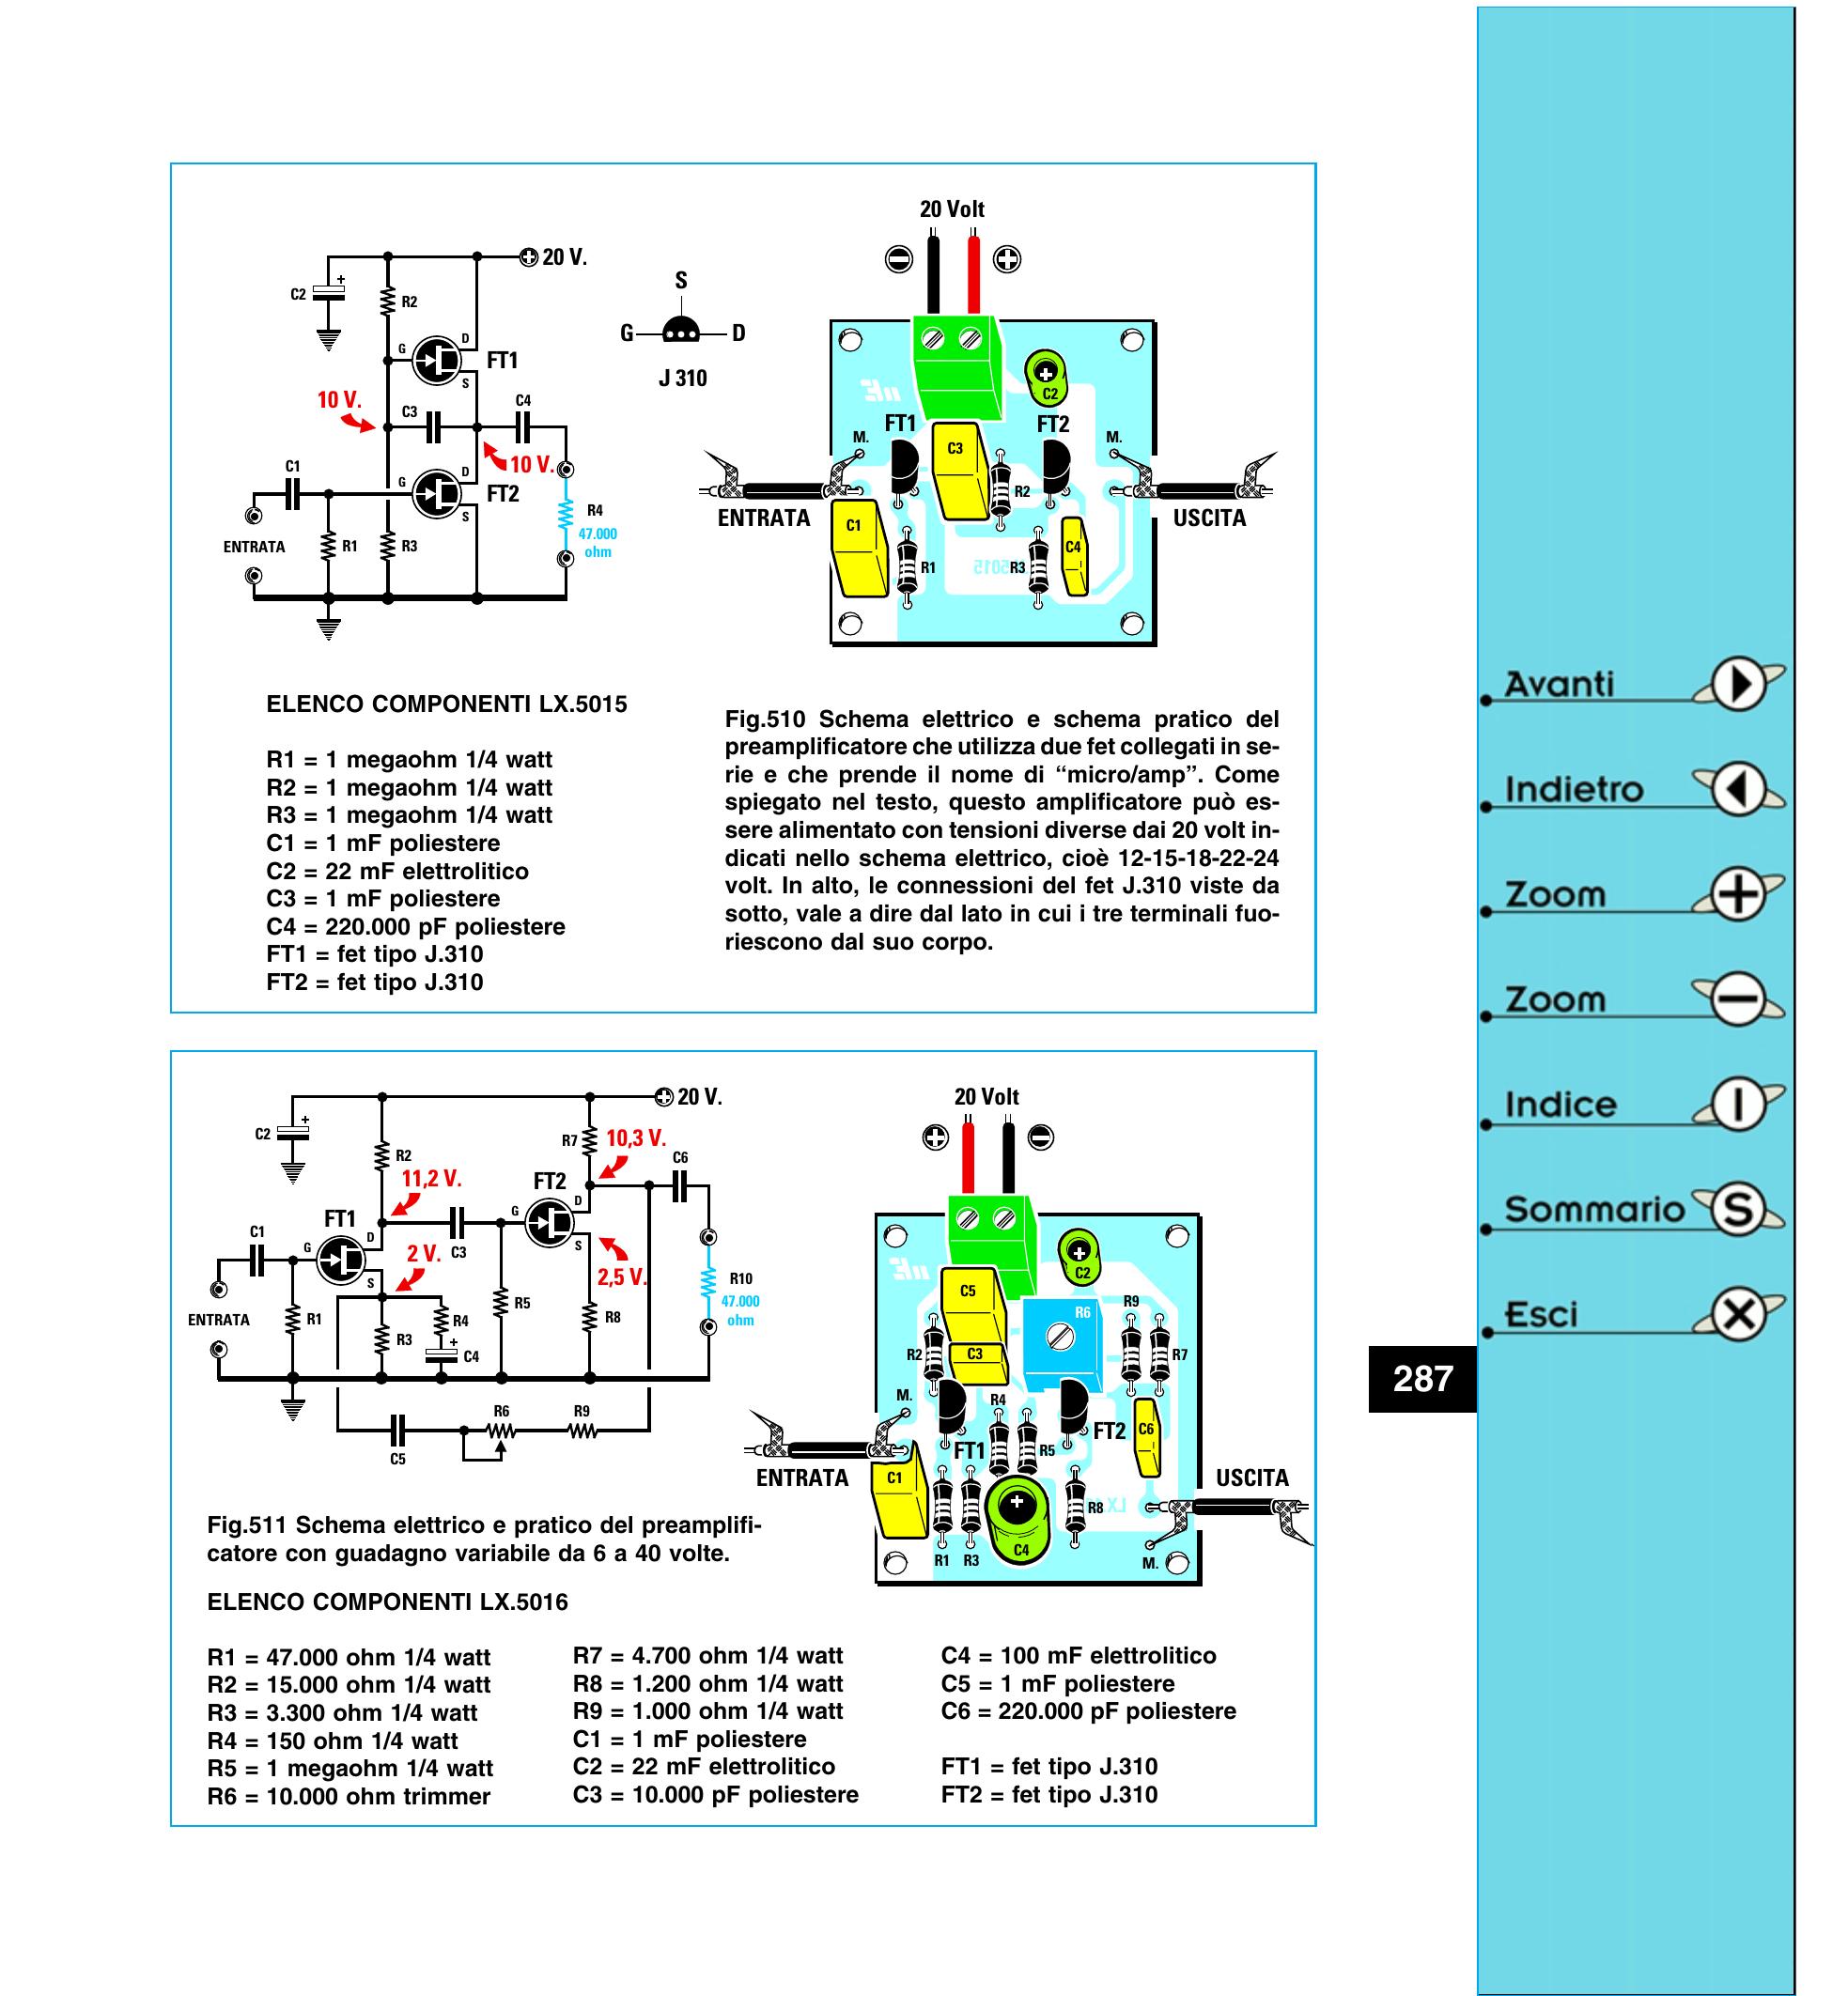 20 V.
C2
+
R2
G
D
S
FT1
10 V.
C3
C4
10 V.
C1
G
D
S
FT2
ENTRATA
R1
R3
R4
47.000
ohm
S
G
D
J 310
20 Volt
C2
FT1
FT2
M.
C3
M.
R2
ENTRATA
USCITA
C1
C4
R1
5015
R3
ELENCO COMPONENTI LX.5015
R1 = 1 megaohm 1/4 watt
R2 = 1 megaohm 1/4 watt
R3 = 1 megaohm 1/4 watt
C1 = 1 mF poliestere
C2 = 22 mF elettrolitico
C3 = 1 mF poliestere
C4 = 220.000 pF poliestere
FT1 = fet tipo J.310
FT2 = fet tipo J.310
Fig.510 Schema elettrico e schema pratico del
preamplificatore che utilizza due fet collegati in se-
rie e che prende il nome di “micro/amp”. Come
spiegato nel testo, questo amplificatore può es-
sere alimentato con tensioni diverse dai 20 volt in-
dicati nello schema elettrico, cioè 12-15-18-22-24
volt. In alto, le connessioni del fet J.310 viste da
sotto, vale a dire dal lato in cui i tre terminali fuo-
riescono dal suo corpo.
20 V.
C2
+
R2
R7
10,3 V.
C6
11,2 V.
FT2
G
D
S
FT1
C1
G
D
S
2 V.
C3
2,5 V.
R10
47.000
ohm
ENTRATA
R1
R3
R4
+
C4
R5
R8
R6
R9
C5
20 Volt
C2
C5
R6
R9
R2
C3
R7
M.
R4
FT1
R5
FT2
C6
ENTRATA
C1
USCITA
R8
LX
C4
R1
R3
M.
Fig.511 Schema elettrico e pratico del preamplifi-
catore con guadagno variabile da 6 a 40 volte.
ELENCO COMPONENTI LX.5016
R1 = 47.000 ohm 1/4 watt
R2 = 15.000 ohm 1/4 watt
R3 = 3.300 ohm 1/4 watt
R4 = 150 ohm 1/4 watt
R5 = 1 megaohm 1/4 watt
R6 = 10.000 ohm trimmer
R7 = 4.700 ohm 1/4 watt
R8 = 1.200 ohm 1/4 watt
R9 = 1.000 ohm 1/4 watt
C1 = 1 mF poliestere
C2 = 22 mF elettrolitico
C3 = 10.000 pF poliestere
C4 = 100 mF elettrolitico
C5 = 1 mF poliestere
C6 = 220.000 pF poliestere
FT1 = fet tipo J.310
FT2 = fet tipo J.310
Avanti
Indietro
Zoom
Zoom
Indice
I
Sommario
S
Esci
287